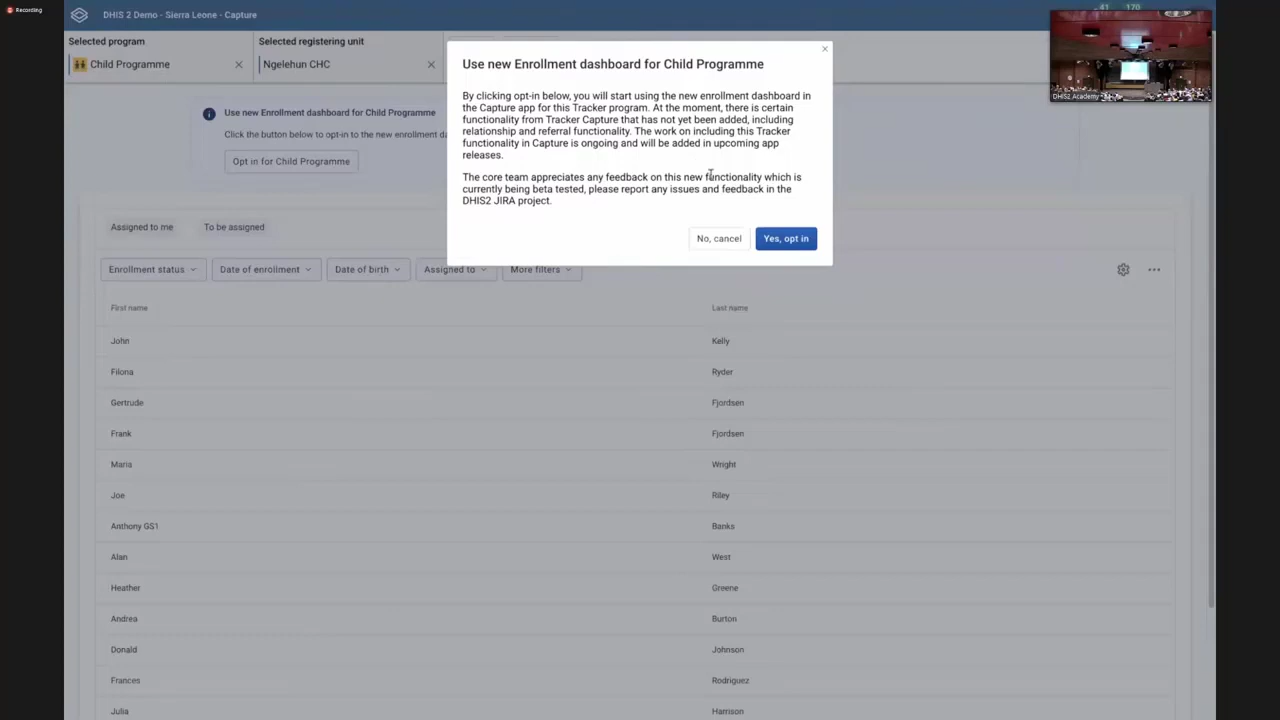 Recording
DHIS 2 Demo - Sierra Leone - Capture
41 170
Selected program
Selected registering unit
Child Programme
Ngelehun CHC
DHIS2 Academy
Use new Enrollment dashboard for Child Programme
By clicking opt-in below, you will start using the new enrollment dashboard in
the Capture app for this Tracker program. At the moment, there is certain
functionality from Tracker Capture that has not yet been added, including
relationship and referral functionality. The work on including this Tracker
functionality in Capture is ongoing and will be added in upcoming app
releases.
The core team appreciates any feedback on this new functionality which is
currently being beta tested, please report any issues and feedback in the
DHIS2 JIRA project.
No, cancel
Yes, opt in
Use new Enrollment dashboard for Child Programme
Click the button below to opt-in to the new enrollment da
Opt in for Child Programme
Assigned to me
To be assigned
Enrollment status
Date of enrollment
Date of birth
Assigned to
More filters
First name Last name
John Kelly
Filona Ryder
Gertrude Fjordsen
Frank Fjordsen
Maria Wright
Joe Riley
Anthony GS1 Banks
Alan West
Heather Greene
Andrea Burton
Donald Johnson
Frances Rodriguez
Julia Harrison